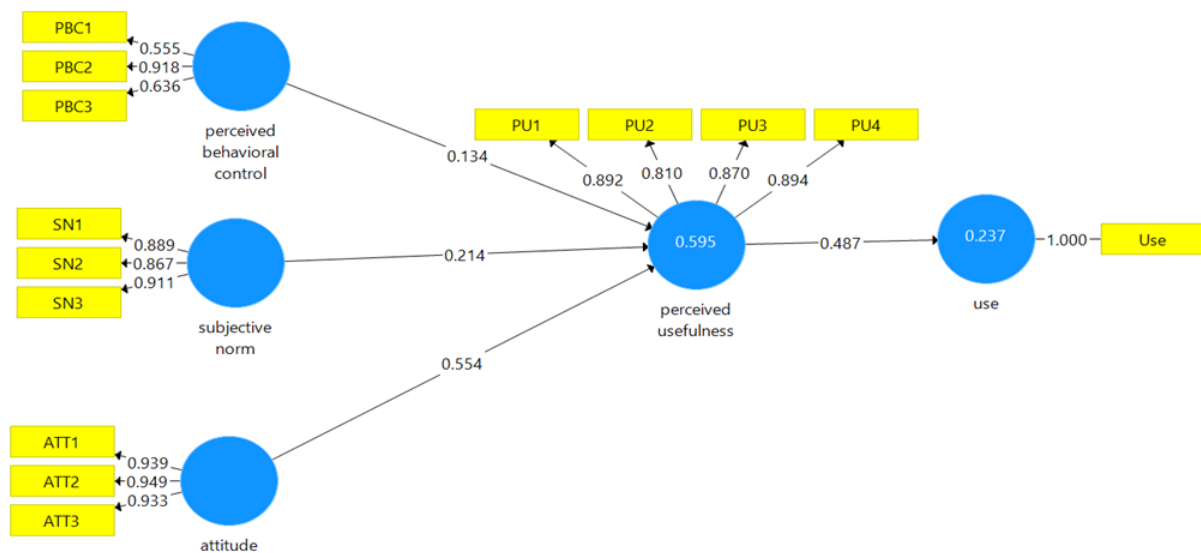 PBC1
0.555
PBC2
0.918
PBC3
0.636
perceived
behavioral
control
0.134
SN1
0.889
SN2
0.867
SN3
0.911
subjective
norm
0.214
ATT1
0.939
ATT2
0.949
ATT3
0.933
attitude
0.554
PU1
PU2
PU3
PU4
0.892
0.810
0.870
0.894
0.595
perceived
usefulness
0.487
0.237
use
1.000
Use